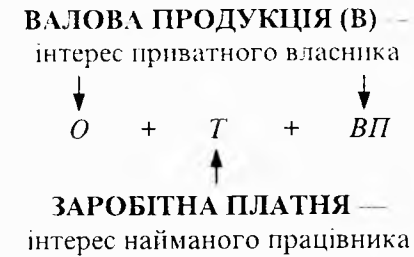 ВАЛОВА ПРОДУКЦІЯ (В) —
інтерес приватного власника
О + Т + ВП
ЗАРОБІТНА ПЛАТНЯ —
інтерес найманого працівника